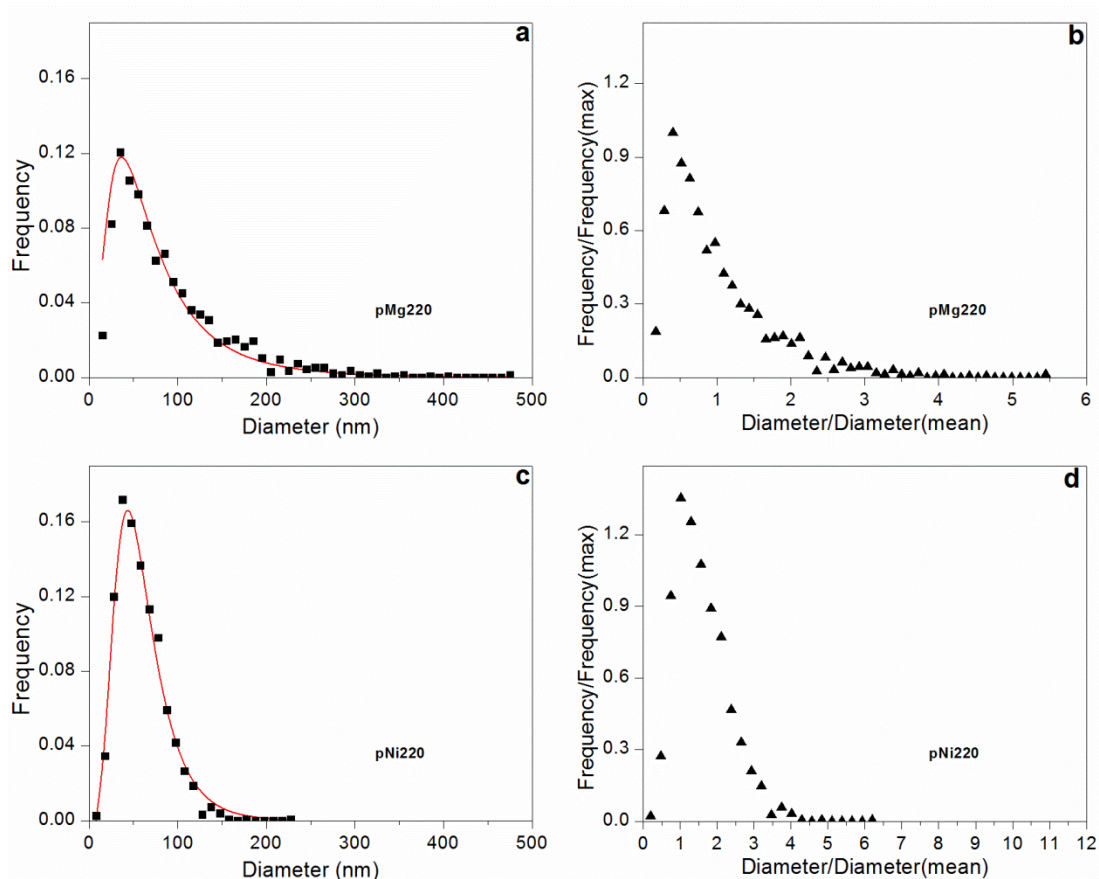 a
0.16
0.12
0.08
0.04
0.00
Frequency
pMg220
0 100 200 300 400 500
Diameter (nm)
b
1.2
0.9
0.6
0.3
0.0
Frequency/Frequency(max)
pMg220
0 1 2 3 4 5 6
Diameter/Diameter(mean)
c
0.16
0.12
0.08
0.04
0.00
Frequency
pNi220
0 100 200 300 400 500
Diameter (nm)
d
1.2
0.9
0.6
0.3
0.0
Frequency/Frequency(max)
pNi220
0 1 2 3 4 5 6 7 8 9 10 11 12
Diameter/Diameter(mean)